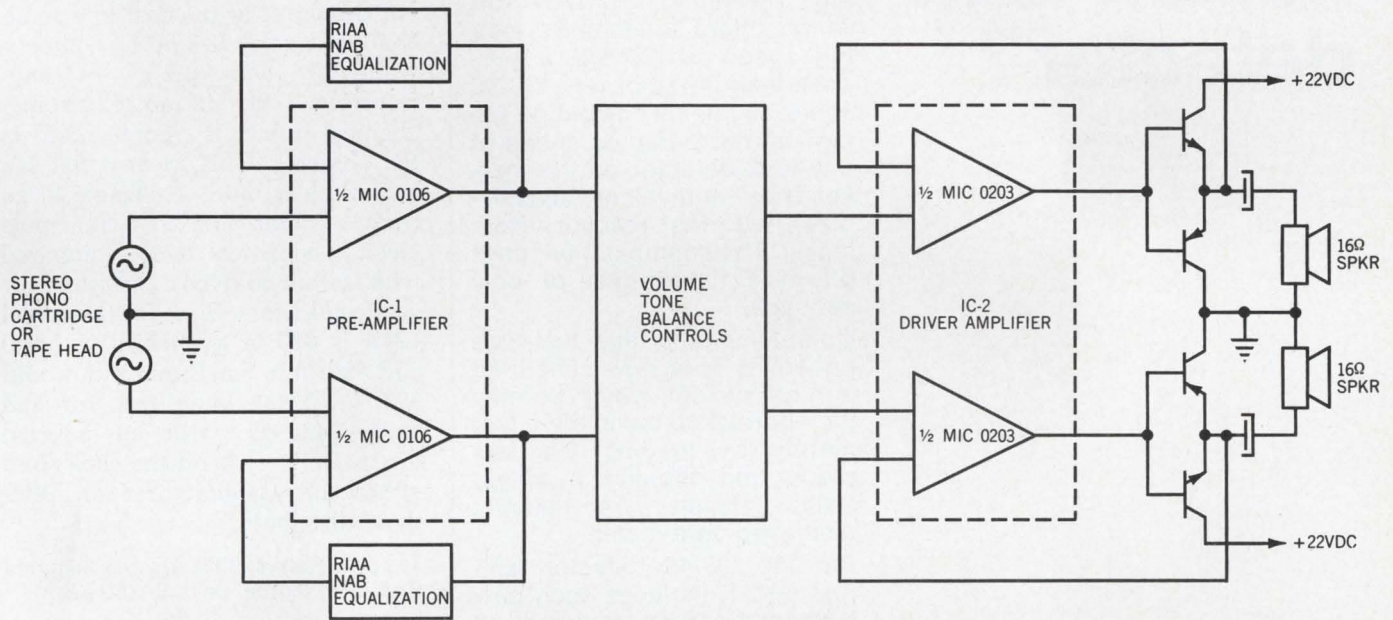 RIAA
NAB
EQUALIZATION
½ MIC 0106
STEREO
PHONO
CARTRIDGE
OR
TAPE HEAD
IC-1
PRE-AMPLIFIER
½ MIC 0106
RIAA
NAB
EQUALIZATION
VOLUME
TONE
BALANCE
CONTROLS
½ MIC 0203
IC-2
DRIVER AMPLIFIER
½ MIC 0203
+22VDC
16Ω
SPKR
16Ω
SPKR
+22VDC